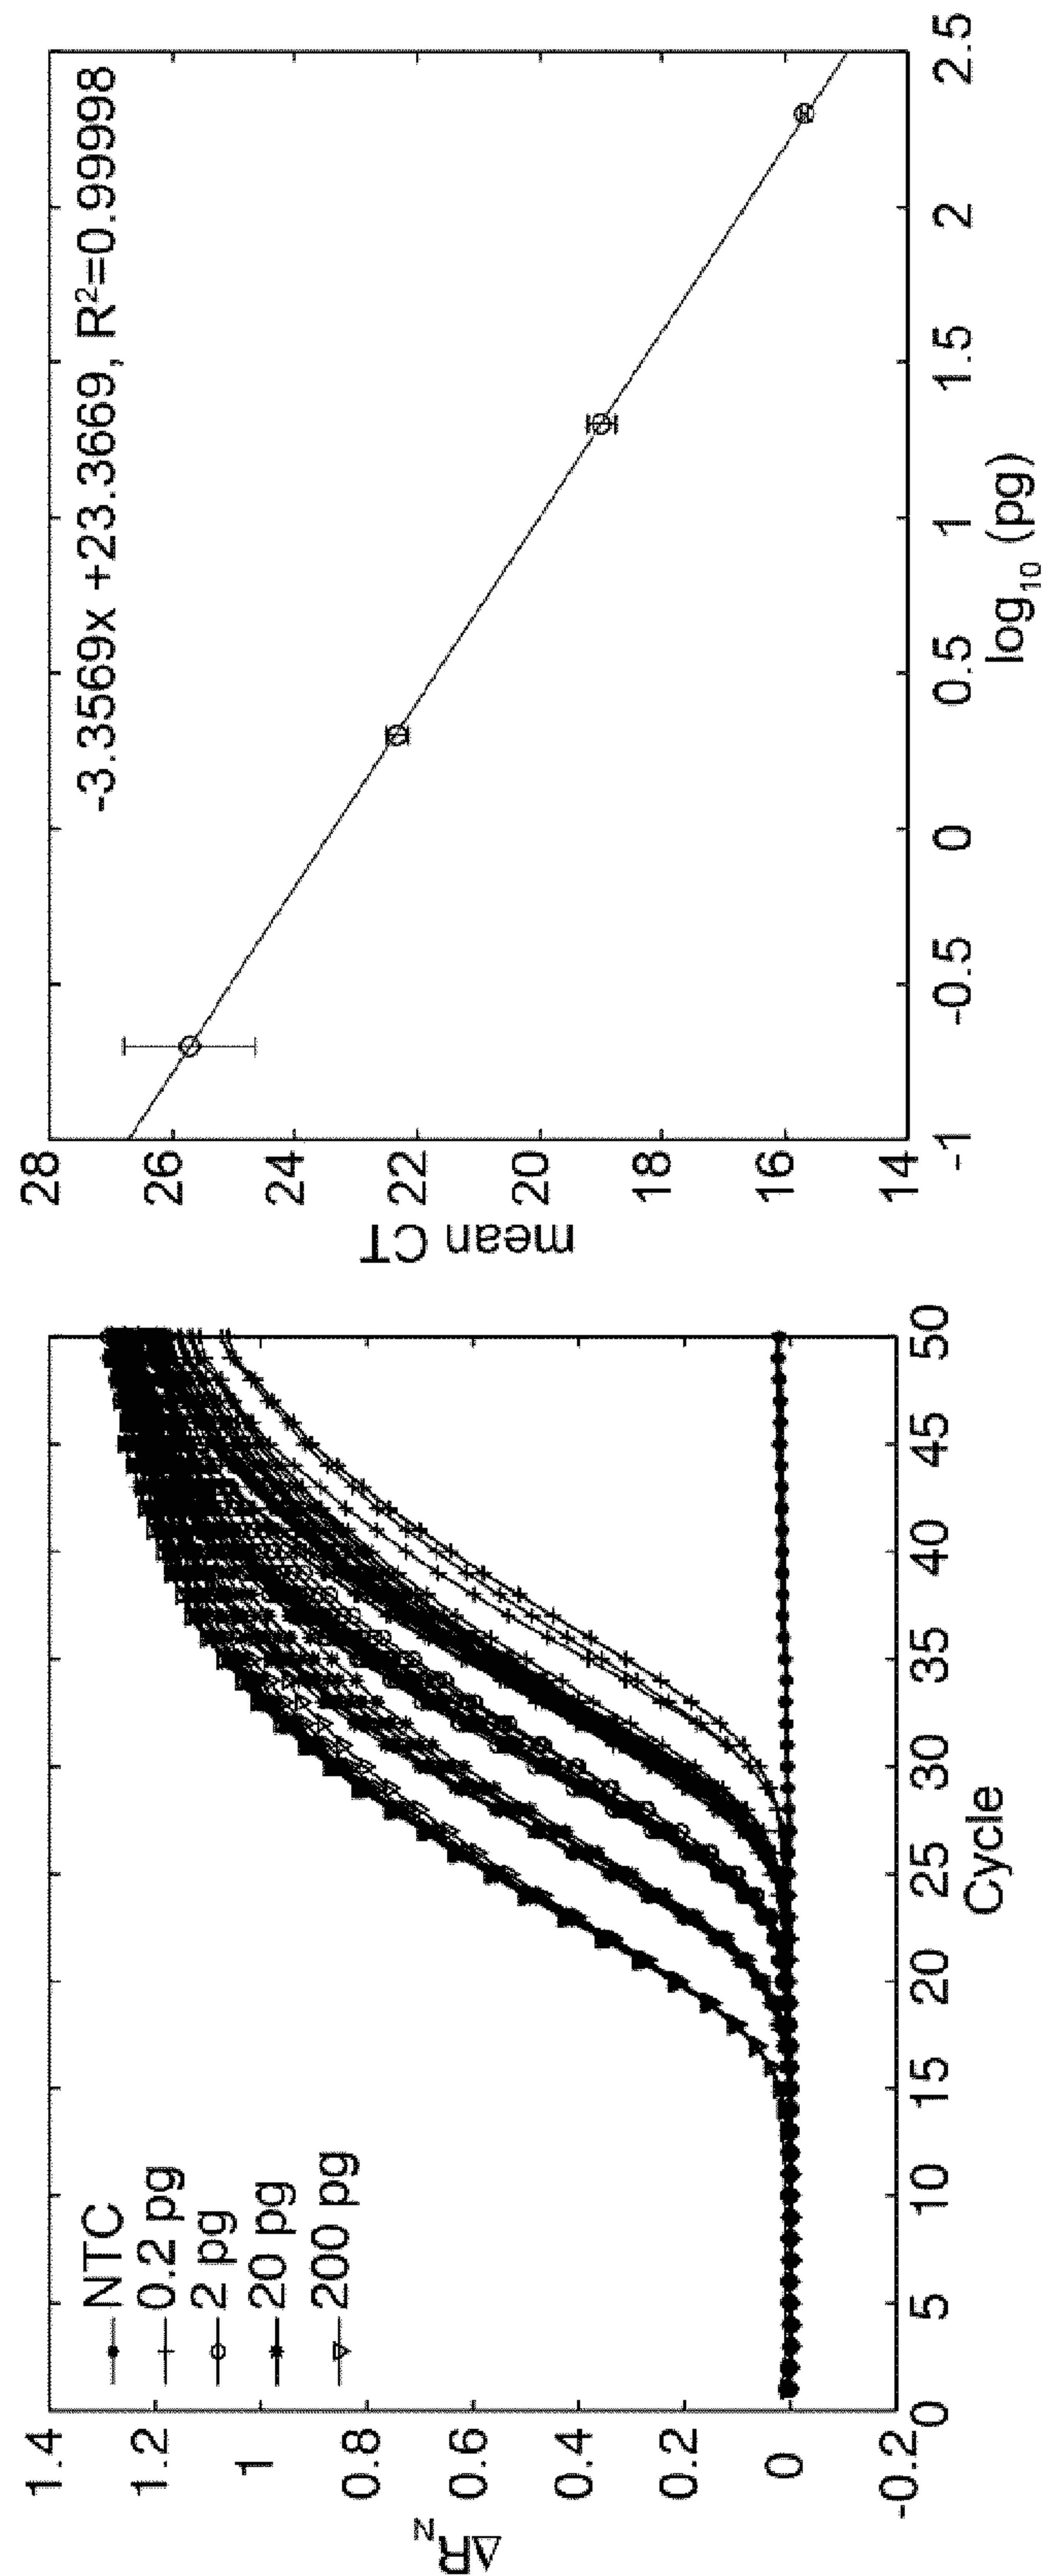 1.4
1.2
1
0.8
0.6
0.4
0.2
0
-0.2
ΔR_N
NTC
0.2 pg
2 pg
20 pg
200 pg
0 5 10 15 20 25 30 35 40 45 50
Cycle
28
26
24
22
20
18
16
14
mean CT
-3.3569x +23.3669, R²=0.99998
-1 -0.5 0 0.5 1 1.5 2 2.5
log₁₀ (pg)